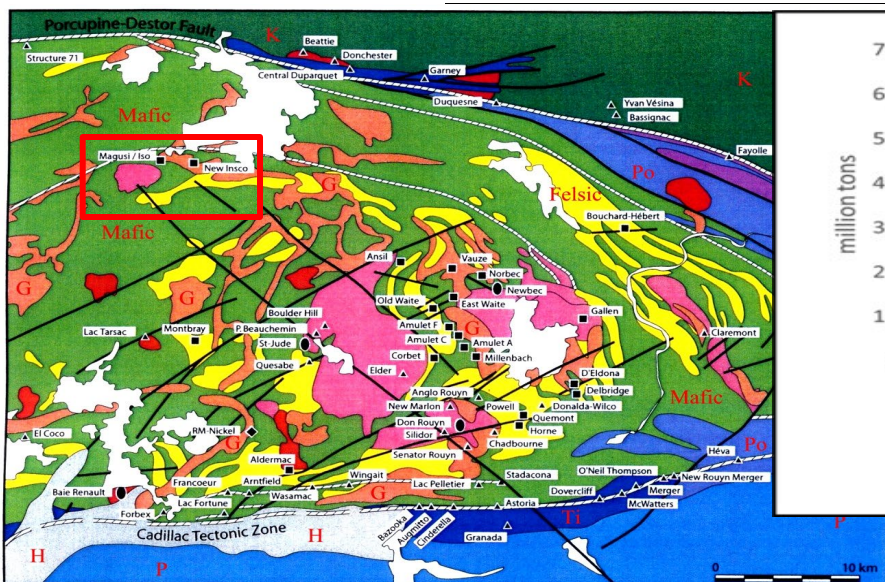 Porcupine-Destor Fault
K
Beattie
Structure 71
Donchester
Central Duparquet
Garney
K
Duquesne
Yvan Vésina
Bassignac
Mafic
Fayolle
Magusi / Iso
New Insco
Po
G
Felsic
Bouchard-Hébert
Mafic
Ansil
Vauze
Norbec
Newbec
G
G
Old Waite
East Waite
Boulder Hill
Gallen
Lac Tarsac
Montbray
P. Beauchemin
Amulet F
G
Claremont
St-Jude
Amulet C
Amulet A
Quesabe
Corbet
Millenbach
Elder
D'Eldona
Anglo Rouyn
Delbridge
Mafic
New Marlon
Powell
Donalda-Wilco
Quemont
El Coco
RM-Nickel
G
Don Rouyn
Silidor
Horne
Chadbourne
Senator Rouyn
Po
Aldermac
Héva
Francoeur
Arnfield
Wingait
Stadacona
O'Neil Thompson
Baie Renault
Wasamac
G
Lac Pelletier
New Rouyn Merger
Dovercliff
Merger
Forbex
Lac Fortune
Astoria
McWatters
Cadillac Tectonic Zone
H
Bazooka
Augmitto
Cinderella
Ti
Granada
P
H
P
0
10 km
million tons
7
6
5
4
3
2
1